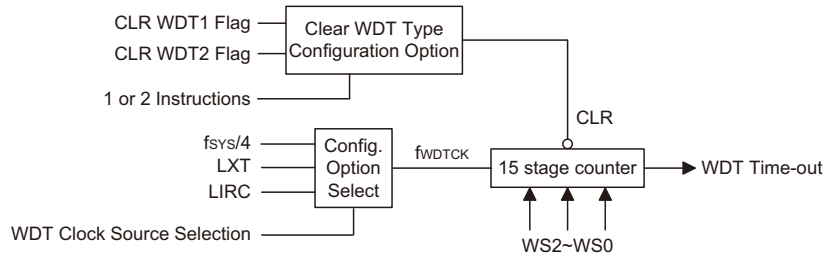 CLR WDT1 Flag
CLR WDT2 Flag
1 or 2 Instructions
Clear WDT Type
Configuration Option
CLR
fSYS/4
LXT
LIRC
WDT Clock Source Selection
Config.
Option
Select
fWDTCK
15 stage counter
WDT Time-out
WS2~WS0